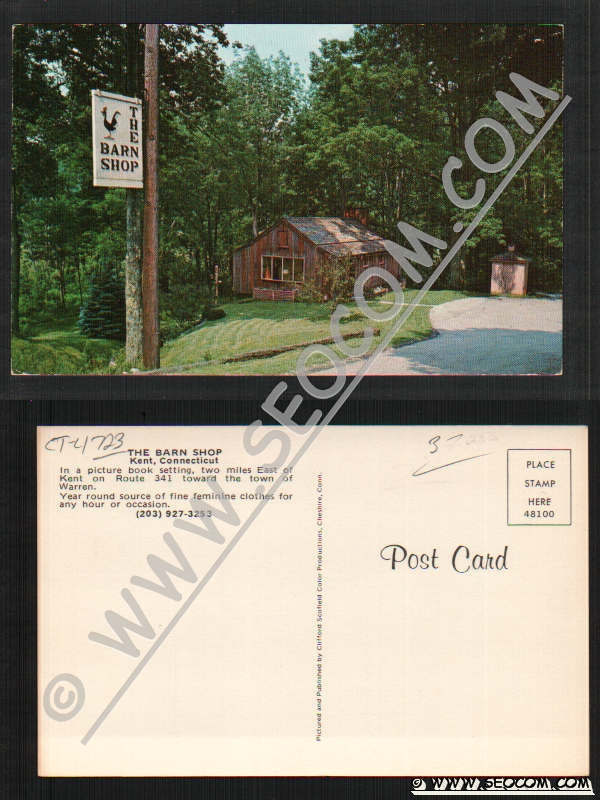 THE
BARN
SHOP
© WWW.SEOCOM.COM
CT-4723
THE BARN SHOP
Kent, Connecticut
In a picture book setting, two miles East of
Kent on Route 341 toward the town of
Warren.
Year round source of fine feminine clothes for
any hour or occasion.
(203) 927-3253
Pictured and Published by Clifford Scofield Color Productions, Cheshire, Conn.
PLACE
STAMP
HERE
48100
Post Card
© WWW.SEOCOM.COM